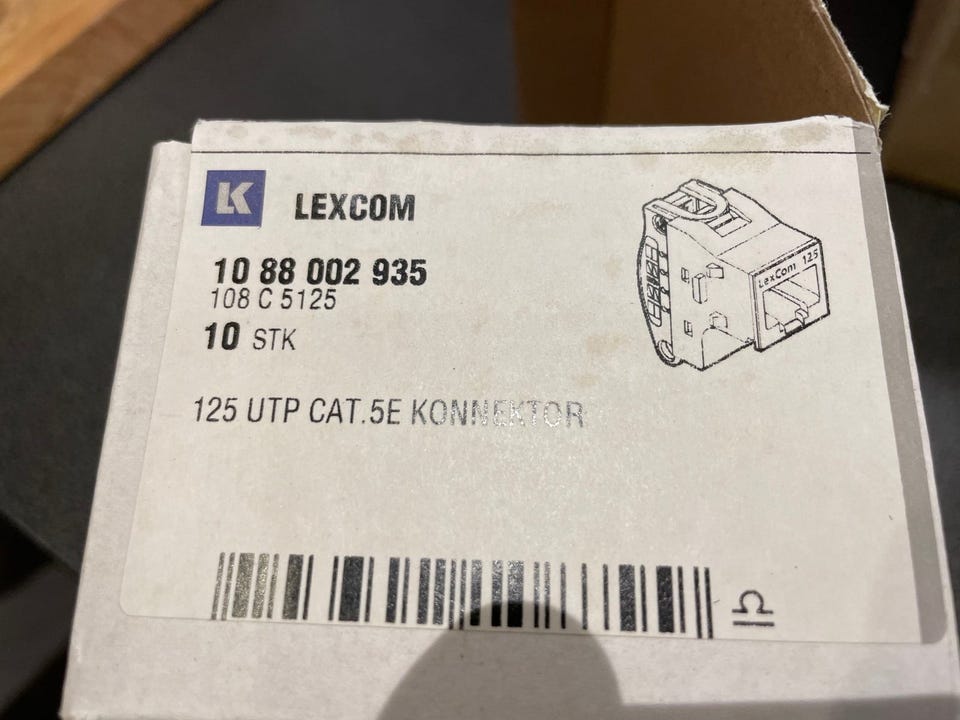 LK LEXCOM
10 88 002 935
108 C 5125
10 STK
LexCom 125
125 UTP CAT.5E KONNEKTOR